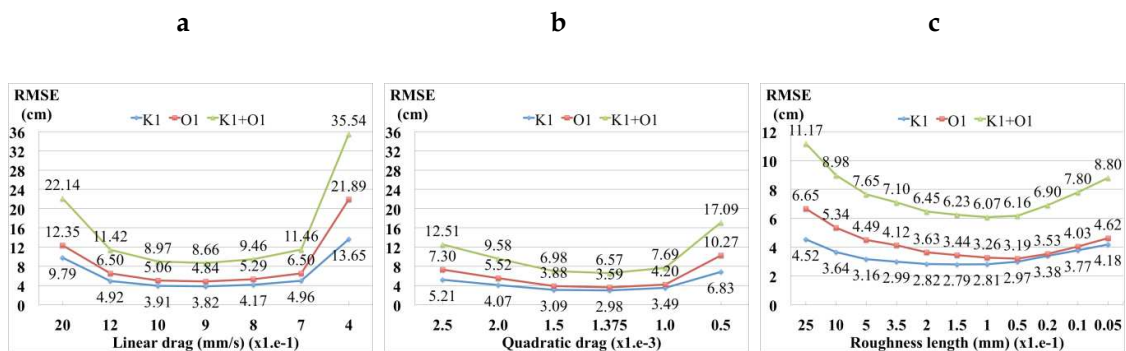 a b c
RMSE (cm)
K1 O1 K1+O1
36
32
28
24
20
16
12
8
4
0
22.14 11.42 8.97 8.66 9.46 11.46 35.54
12.35 6.50 5.06 4.84 5.29 6.50 21.89
9.79 4.92 3.91 3.82 4.17 4.96 13.65
20 12 10 9 8 7 4
Linear drag (mm/s) (x1.e-1)
RMSE (cm)
K1 O1 K1+O1
36
32
28
24
20
16
12
8
4
0
12.51 9.58 6.98 6.57 7.69 17.09
7.30 5.52 3.88 3.59 4.20 10.27
5.21 4.07 3.09 2.98 3.49 6.83
2.5 2.0 1.5 1.375 1.0 0.5
Quadratic drag (x1.e-3)
RMSE (cm)
K1 O1 K1+O1
12
10
8
6
4
2
0
11.17 8.98 7.65 7.10 6.45 6.23 6.07 6.16 6.90 7.80 8.80
6.65 5.34 4.49 4.12 3.63 3.44 3.26 3.19 3.53 4.03 4.62
4.52 3.64 3.16 2.99 2.82 2.79 2.81 2.97 3.38 3.77 4.18
25 10 5 3.5 2 1.5 1 0.5 0.2 0.1 0.05
Roughness length (mm) (x1.e-1)